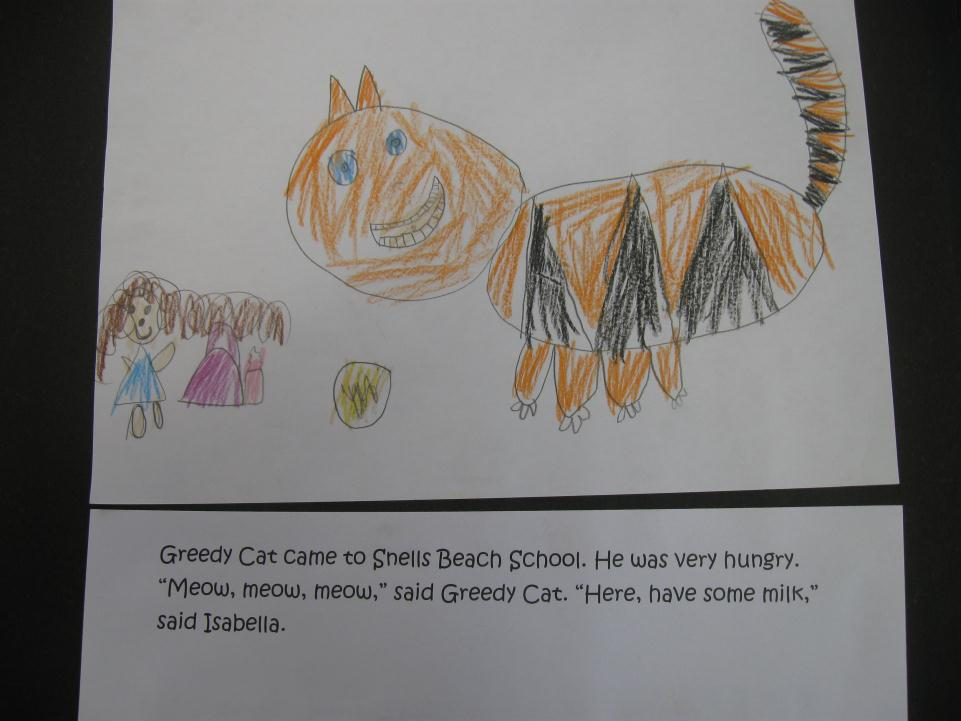 Greedy Cat came to Snells Beach School. He was very hungry.
“Meow, meow, meow,” said Greedy Cat. “Here, have some milk,”
said Isabella.